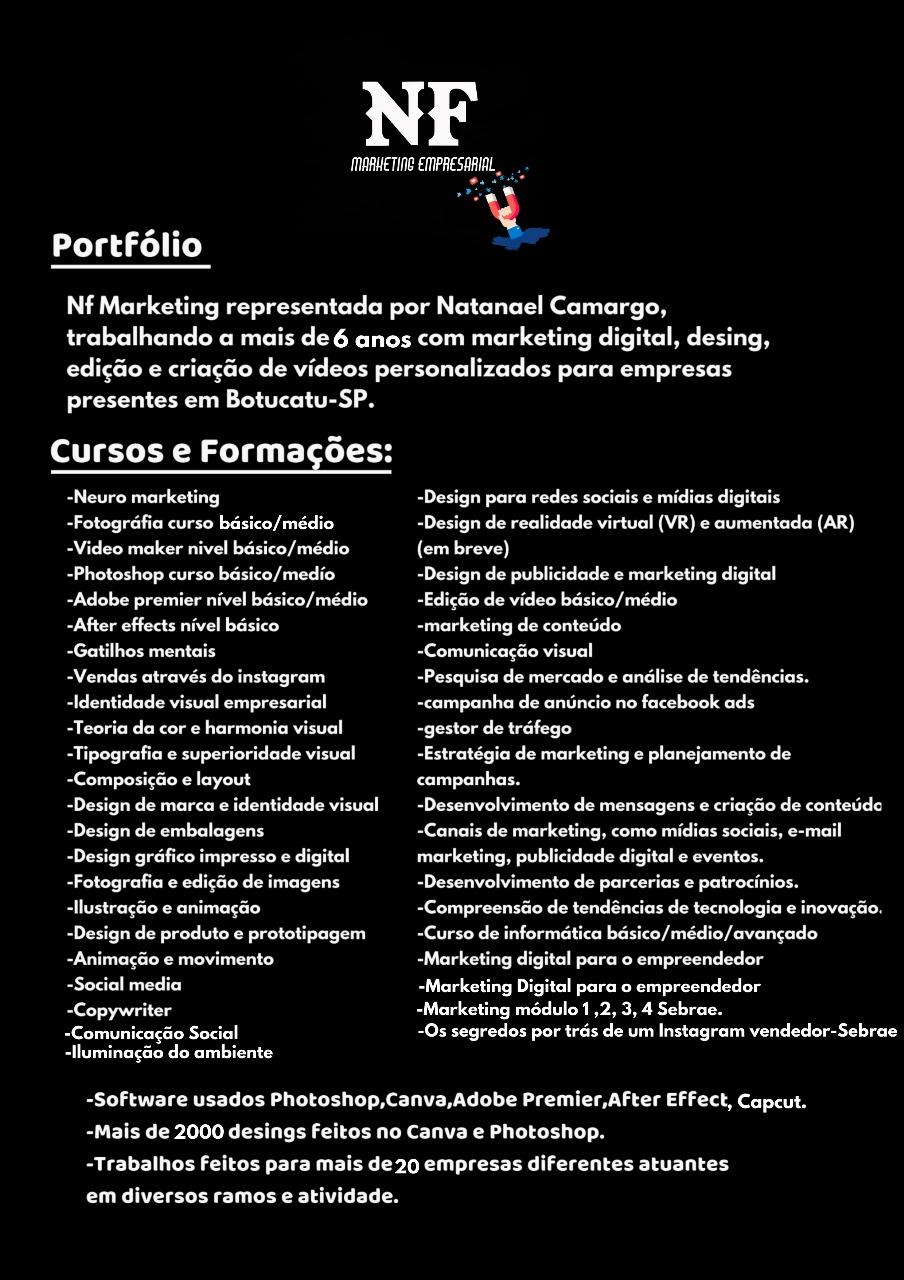 NF
MARKETING EMPRESARIAL
Portfólio
Nf Marketing representada por Natanael Camargo,
trabalhando a mais de 6 anos com marketing digital, desing,
edição e criação de vídeos personalizados para empresas
presentes em Botucatu-SP.
Cursos e Formações:
-Neuro marketing
-Fotográfia curso básico/médio
-Video maker nivel básico/médio
-Photoshop curso básico/medío
-Adobe premier nível básico/médio
-After effects nível básico
-Gatilhos mentais
-Vendas através do instagram
-Identidade visual empresarial
-Teoria da cor e harmonia visual
-Tipografia e superioridade visual
-Composição e layout
-Design de marca e identidade visual
-Design de embalagens
-Design gráfico impresso e digital
-Fotografia e edição de imagens
-Ilustração e animação
-Design de produto e prototipagem
-Animação e movimento
-Social media
-Copywriter
-Comunicação Social
-Iluminação do ambiente
-Design para redes sociais e mídias digitais
-Design de realidade virtual (VR) e aumentada (AR)
(em breve)
-Design de publicidade e marketing digital
-Edição de vídeo básico/médio
-marketing de conteúdo
-Comunicação visual
-Pesquisa de mercado e análise de tendências.
-campanha de anúncio no facebook ads
-gestor de tráfego
-Estratégia de marketing e planejamento de
campanhas.
-Desenvolvimento de mensagens e criação de conteúdo
-Canais de marketing, como mídias sociais, e-mail
marketing, publicidade digital e eventos.
-Desenvolvimento de parcerias e patrocínios.
-Compreensão de tendências de tecnologia e inovação.
-Curso de informática básico/médio/avançado
-Marketing digital para o empreendedor
-Marketing Digital para o empreendedor
-Marketing módulo 1 ,2, 3, 4 Sebrae.
-Os segredos por trás de um Instagram vendedor-Sebrae
-Software usados Photoshop,Canva,Adobe Premier,After Effect, Capcut.
-Mais de 2000 desings feitos no Canva e Photoshop.
-Trabalhos feitos para mais de 20 empresas diferentes atuantes
em diversos ramos e atividade.